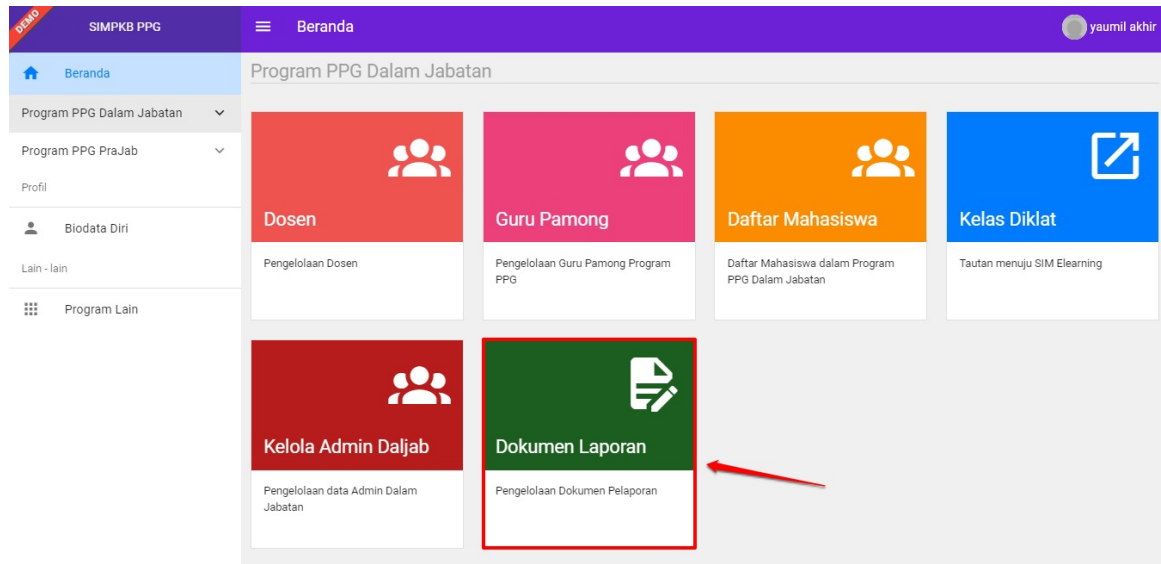 DEMO
SIMPKB PPG
Beranda
yaumil akhir
Beranda
Program PPG Dalam Jabatan
Program PPG PraJab
Profil
Biodata Diri
Lain - lain
Program Lain
Program PPG Dalam Jabatan
Dosen
Pengelolaan Dosen
Guru Pamong
Pengelolaan Guru Pamong Program
PPG
Daftar Mahasiswa
Daftar Mahasiswa dalam Program
PPG Dalam Jabatan
Kelas Diklat
Tautan menuju SIM Elearning
Kelola Admin Daljab
Pengelolaan data Admin Dalam
Jabatan
Dokumen Laporan
Pengelolaan Dokumen Pelaporan